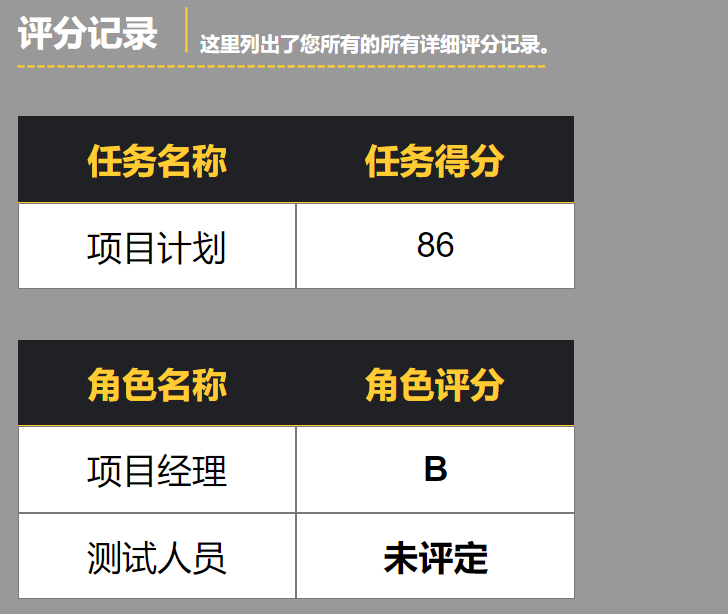 评分记录 这里列出了您所有的所有详细评分记录。
任务名称 任务得分
项目计划 86
角色名称 角色评分
项目经理 B
测试人员 未评定